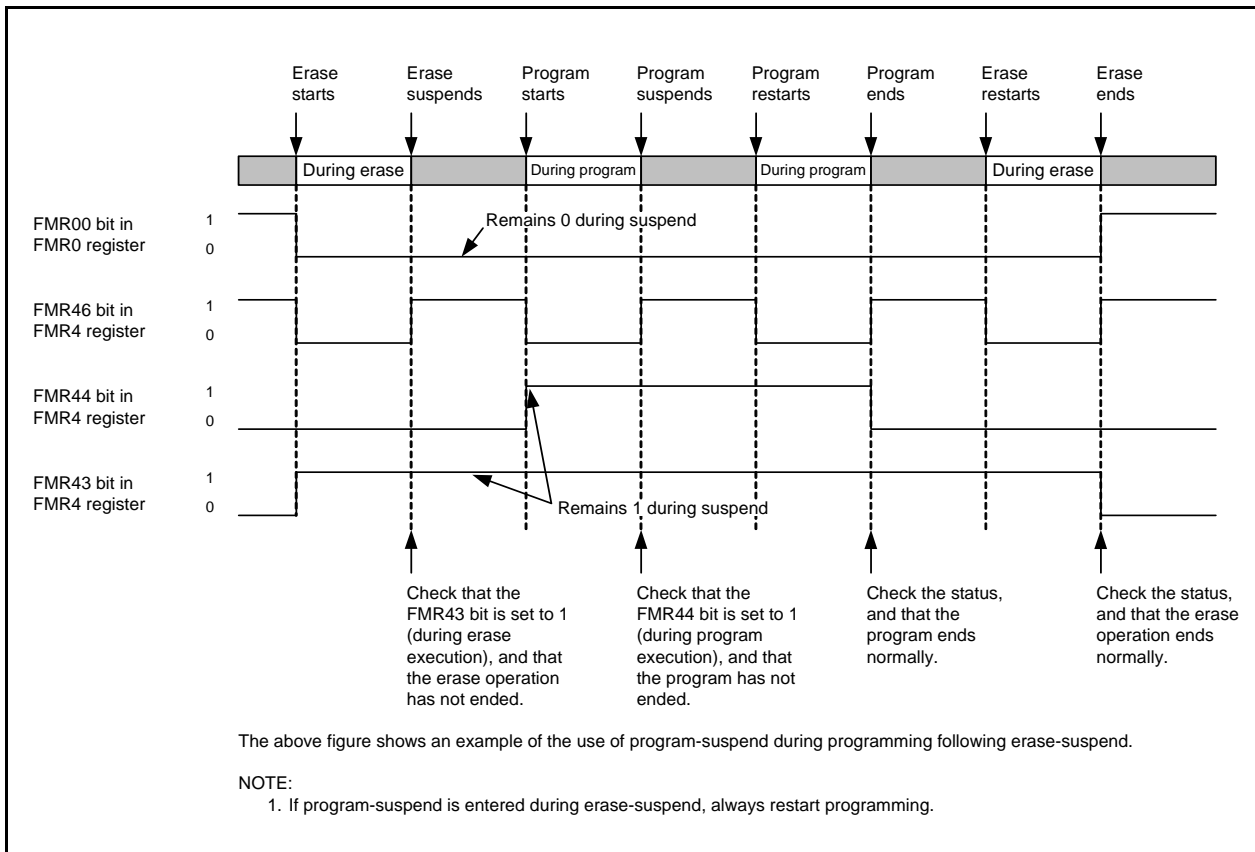 Erase starts
Erase suspends
Program starts
Program suspends
Program restarts
Program ends
Erase restarts
Erase ends
During erase
During program
During program
During erase
FMR00 bit in
FMR0 register
1
0
Remains 0 during suspend
FMR46 bit in
FMR4 register
1
0
FMR44 bit in
FMR4 register
1
0
FMR43 bit in
FMR4 register
1
0
Remains 1 during suspend
Check that the
FMR43 bit is set to 1
(during erase
execution), and that
the erase operation
has not ended.
Check that the
FMR44 bit is set to 1
(during program
execution), and that
the program has not
ended.
Check the status,
and that the
program ends
normally.
Check the status,
and that the erase
operation ends
normally.
The above figure shows an example of the use of program-suspend during programming following erase-suspend.
NOTE:
1. If program-suspend is entered during erase-suspend, always restart programming.